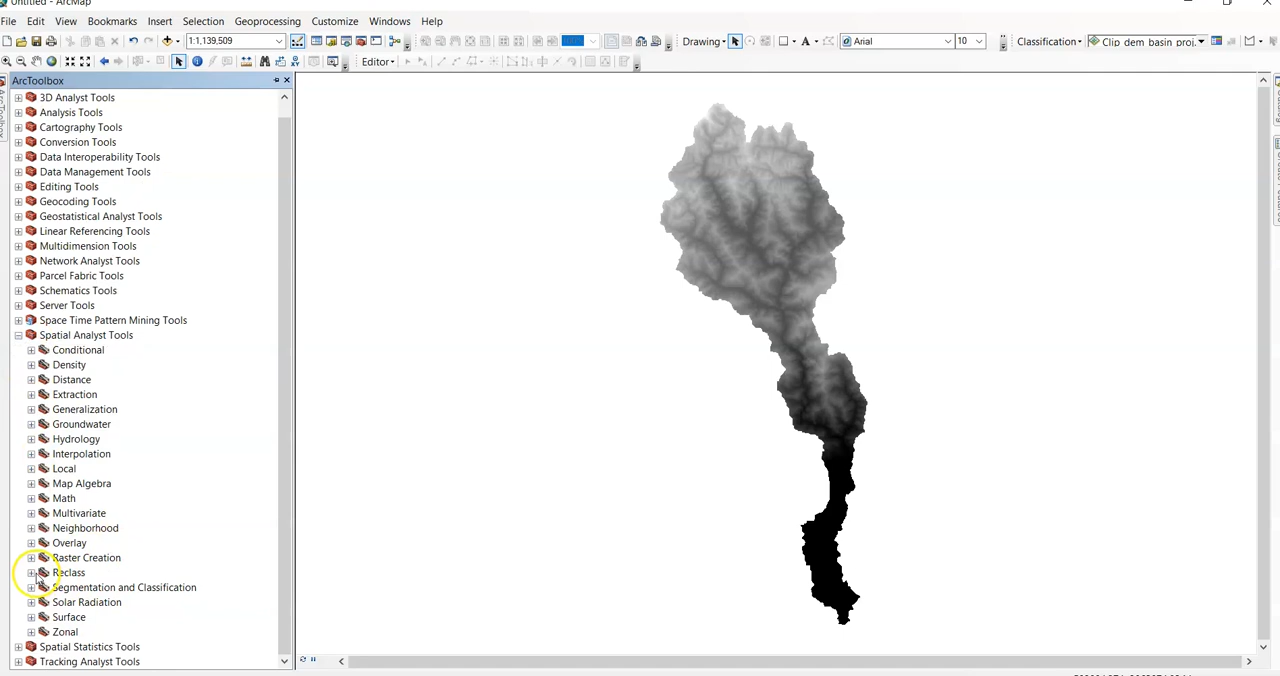 Untitled - ArcMap
File Edit View Bookmarks Insert Selection Geoprocessing Customize Windows Help
1:1,139,509 Drawing Arial 10 Classification Clip dem basin proj.
Editor
ArcToolbox
3D Analyst Tools
Analysis Tools
Cartography Tools
Conversion Tools
Data Interoperability Tools
Data Management Tools
Editing Tools
Geocoding Tools
Geostatistical Analyst Tools
Linear Referencing Tools
Multidimension Tools
Network Analyst Tools
Parcel Fabric Tools
Schematics Tools
Server Tools
Space Time Pattern Mining Tools
Spatial Analyst Tools
Conditional
Density
Distance
Extraction
Generalization
Groundwater
Hydrology
Interpolation
Local
Map Algebra
Math
Multivariate
Neighborhood
Overlay
Raster Creation
Reclass
Segmentation and Classification
Solar Radiation
Surface
Zonal
Spatial Statistics Tools
Tracking Analyst Tools